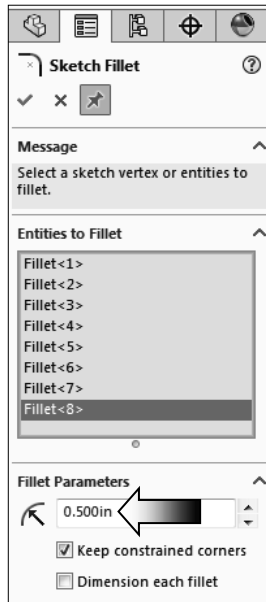 Sketch Fillet
Message
Select a sketch vertex or entities to
fillet.
Entities to Fillet
Fillet<1>
Fillet<2>
Fillet<3>
Fillet<4>
Fillet<5>
Fillet<6>
Fillet<7>
Fillet<8>
Fillet Parameters
0.500in
Keep constrained corners
Dimension each fillet